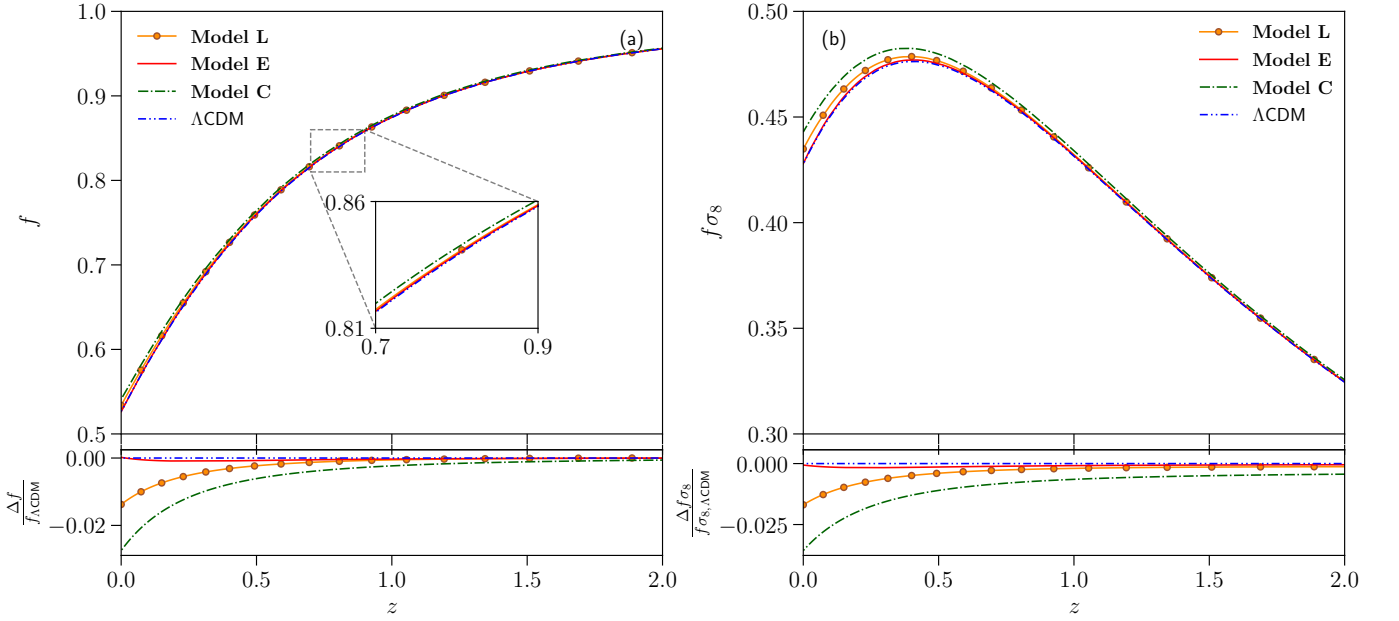 1.0
0.9
0.8
0.7
0.6
0.5
f
(a)
Model L
Model E
Model C
ΛCDM
0.86
0.81
0.7
0.9
0.00
−0.02
Δf
f_ΛCDM
0.0
0.5
1.0
1.5
2.0
z
0.50
0.45
0.40
0.35
0.30
fσ₈
(b)
Model L
Model E
Model C
ΛCDM
0.000
−0.025
Δfσ₈
fσ₈,ΛCDM
0.0
0.5
1.0
1.5
2.0
z